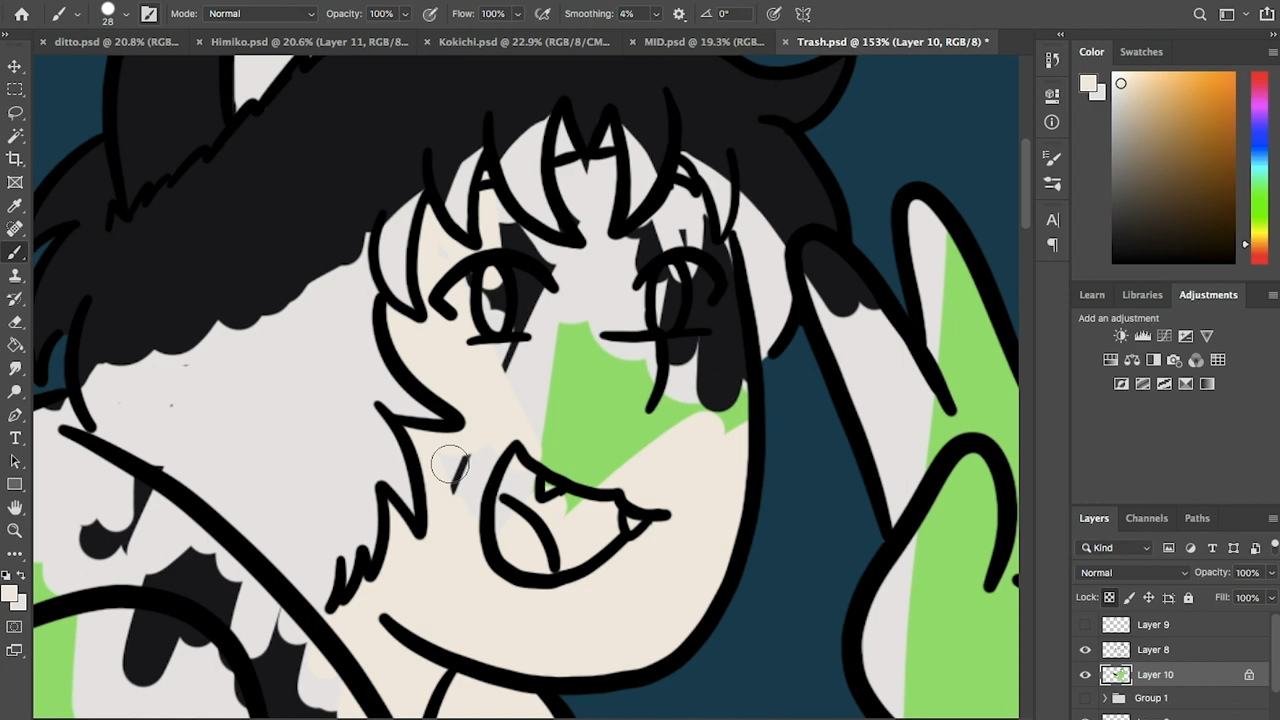 28 Mode: Normal Opacity: 100% Flow: 100% Smoothing: 4% 0°
ditto.psd @ 20.8% (RGB... Himiko.psd @ 20.6% (Layer 11, RGB/8... Kokichi.psd @ 22.9% (RGB/8/CM... MID.psd @ 19.3% (RGB... Trash.psd @ 153% (Layer 10, RGB/8) *
Color Swatches
Learn Libraries Adjustments
Add an adjustment
Layers Channels Paths
Kind
Normal Opacity: 100%
Lock: Fill: 100%
Layer 9
Layer 8
Layer 10
Group 1